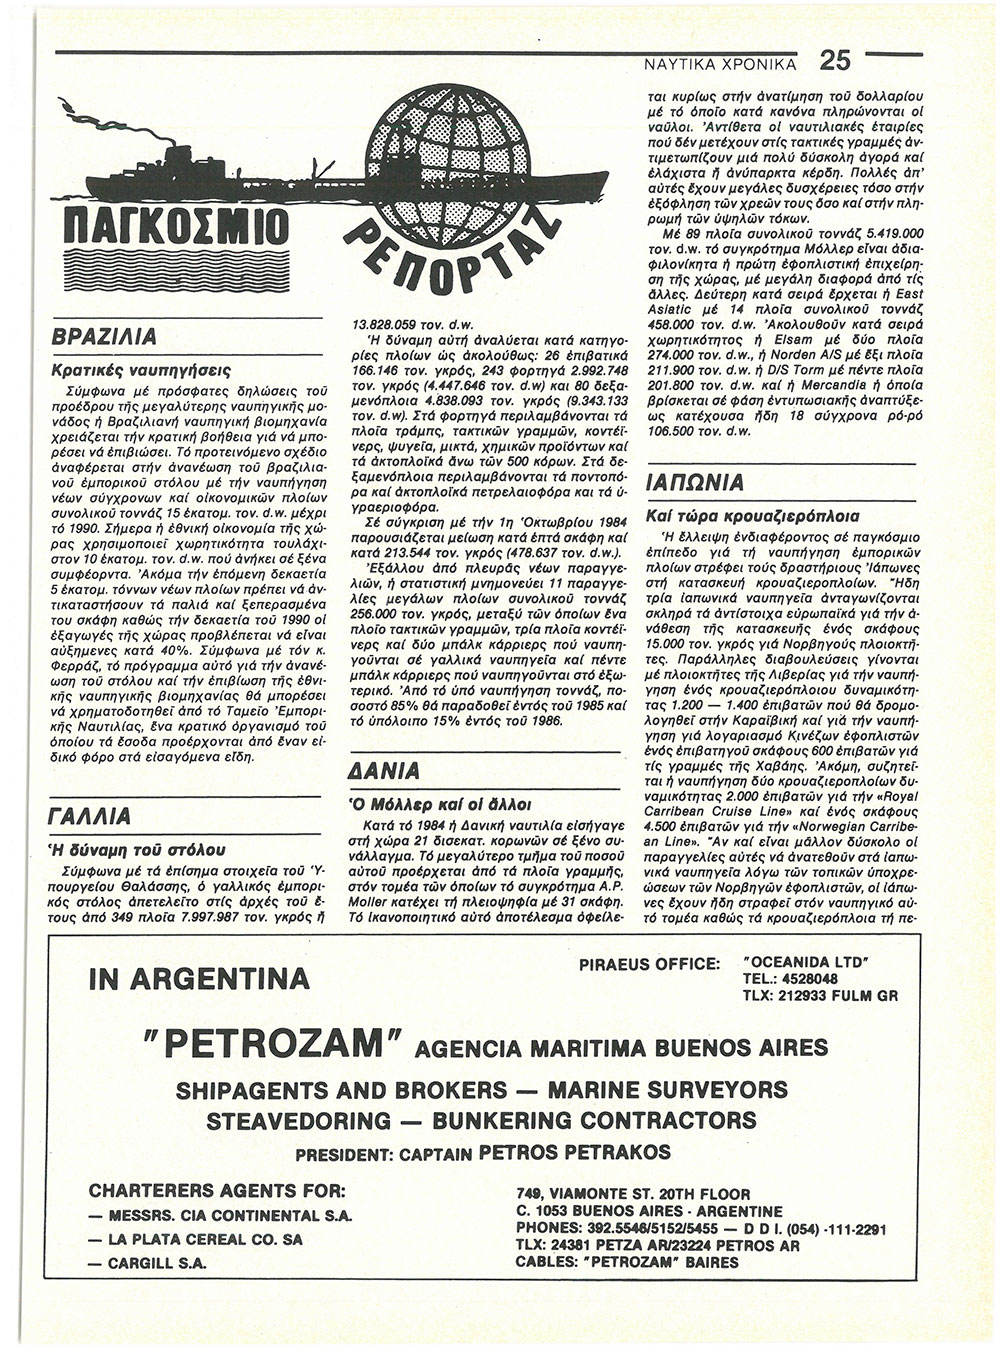 ΝΑΥΤΙΚΑ ΧΡΟΝΙΚΑ 25
ΠΑΓΚΟΣΜΙΟ
ΡΕΠΟΡΤΑΖ
ΒΡΑΖΙΛΙΑ
Κρατικές ναυπηγήσεις
Σύμφωνα μέ πρόσφατες δηλώσεις τοῦ
προέδρου τῆς μεγαλύτερης ναυπηγικῆς μο-
νάδος ἡ Βραζιλιανή ναυπηγική βιομηχανία
χρειάζεται τήν κρατική βοήθεια γιά νά μπο-
ρέσει νά ἐπιβιώσει. Τό προτεινόμενο σχέδιο
ἀναφέρεται στήν ἀνανέωση τοῦ βραζιλια-
νοῦ ἐμπορικοῦ στόλου μέ τήν ναυπήγηση
νέων σύγχρονων καί οἰκονομικῶν πλοίων
συνολικοῦ τοννάζ 15 ἑκατομ. τον. d.w. μέχρι
τό 1990. Σήμερα ἡ ἐθνική οἰκονομία τῆς χώ-
ρας χρησιμοποιεῖ χωρητικότητα τουλάχι-
στον 10 ἑκατομ. τον. d.w. πού ἀνήκει σέ ξένα
συμφέορντα. Ἀκόμα τήν ἑπόμενη δεκαετία
5 ἑκατομ. τόννων νέων πλοίων πρέπει νά ἀν-
τικαταστήσουν τά παλιά καί ξεπερασμένα
του σκάφη καθώς τήν δεκαετία τοῦ 1990 οἱ
ἐξαγωγές τῆς χώρας προβλέπεται νά εἶναι
αὐξημενες κατά 40%. Σύμφωνα μέ τόν κ.
Φερράζ, τό πρόγραμμα αὐτό γιά τήν ἀνανέ-
ωση τοῦ στόλου καί τήν ἐπιβίωση τῆς ἐθνι-
κῆς ναυπηγικῆς βιομηχανίας θά μπορέσει
νά χρηματοδοτηθεῖ ἀπό τό Ταμεῖο Ἐμπορι-
κῆς Ναυτιλίας, ἕνα κρατικό ὀργανισμό τοῦ
ὁποίου τά ἔσοδα προέρχονται ἀπό ἕναν εἰ-
δικό φόρο στά εἰσαγόμενα εἴδη.
ΓΑΛΛΙΑ
Ἡ δύναμη τοῦ στόλου
Σύμφωνα μέ τά ἐπίσημα στοιχεῖα τοῦ Ὑ-
πουργείου Θαλάσσης, ὁ γαλλικός ἐμπορι-
κός στόλος ἀπετελεῖτο στίς ἀρχές τοῦ ἔ-
τους ἀπό 349 πλοῖα 7.997.987 τον. γκρός ἤ
13.828.059 τον. d.w.
Ἡ δύναμη αὐτή ἀναλύεται κατά κατηγο-
ρίες πλοίων ὡς ἀκολούθως: 26 ἐπιβατικά
166.146 τον. γκρός, 243 φορτηγά 2.992.748
τον. γκρός (4.447.646 τον. d.w) και 80 δεξα-
μενόπλοια 4.838.093 τον. γκρός (9.343.133
τον. d.w). Στά φορτηγά περιλαμβάνονται τά
πλοῖα τράμπς, τακτικῶν γραμμῶν, κοντέϊ-
νερς, ψυγεῖα, μικτά, χημικῶν προϊόντων καί
τά ἀκτοπλοϊκά ἄνω τῶν 500 κόρων. Στά δε-
ξαμενόπλοια περιλαμβάνονται τά ποντοπό-
ρα καί ἀκτοπλοϊκά πετρελαιοφόρα και τά ὑ-
γραεριοφόρα.
Σέ σύγκριση μέ τήν 1η Ὀκτωβρίου 1984
παρουσιάζεται μείωση κατά ἑπτά σκάφη καί
κατά 213.544 τον. γκρός (478.637 τον. d.w.).
Ἐξάλλου ἀπό πλευρᾶς νέων παραγγε-
λιῶν, ἡ στατιστική μνημονεύει 11 παραγγε-
λίες μεγάλων πλοίων συνολικοῦ τοννάζ
256.000 τον. γκρός, μεταξύ τῶν ὁποίων ἕνα
πλοῖο τακτικῶν γραμμῶν, τρία πλοῖα κοντέϊ-
νερς καί δύο μπάλκ κάρριερς πού ναυπη-
γοῦνται σέ γαλλικά ναυπηγεῖα καί πέντε
μπάλκ κάρριερς πού ναυπηγοῦνται στό ἐξω-
τερικό. Ἀπό τό ὑπό ναυπήγηση τοννάζ, πο-
σοστό 85% θά παραδοθεῖ ἐντός τοῦ 1985 καί
τό ὑπόλοιπο 15% ἐντός τοῦ 1986.
ΔΑΝΙΑ
Ὁ Μόλλερ καί οἱ ἄλλοι
Κατά τό 1984 ἡ Δανική ναυτιλία εἰσήγαγε
στή χώρα 21 δισεκατ. κορωνῶν σέ ξένο συ-
νάλλαγμα. Τό μεγαλύτερο τμῆμα τοῦ ποσοῦ
αὐτοῦ προέρχεται ἀπό τά πλοῖα γραμμῆς,
στόν τομέα τῶν ὁποίων τό συγκρότημα A.P.
Moller κατέχει τή πλειοψηφία μέ 31 σκάφη.
Τό ἱκανοποιητικό αὐτό ἀποτέλεσμα ὀφείλε-
ται κυρίως στήν ἀνατίμηση τοῦ δολλαρίου
μέ τό ὁποῖο κατά κανόνα πληρώνονται οἱ
ναῦλοι. Ἀντίθετα οἱ ναυτιλιακές ἑταιρίες
πού δέν μετέχουν στίς τακτικές γραμμές ἀν-
τιμετωπίζουν μιά πολύ δύσκολη ἀγορά καί
ἐλάχιστα ἤ ἀνύπαρκτα κέρδη. Πολλές ἀπ'
αὐτές ἔχουν μεγάλες δυσχέρειες τόσο στήν
ἐξόφληση τῶν χρεῶν τους ὅσο καί στήν πλη-
ρωμή τῶν ὑψηλῶν τόκων.
Μέ 89 πλοῖα συνολικοῦ τοννάζ 5.419.000
τον. d.w. τό συγκρότημα Μόλλερ εἶναι ἀδια-
φιλονίκητα ἡ πρώτη ἐφοπλιστική ἐπιχείρη-
ση τῆς χώρας, μέ μεγάλη διαφορά ἀπό τίς
ἄλλες. Δεύτερη κατά σειρά ἔρχεται ἡ East
Asiatic μέ 14 πλοῖα συνολικοῦ τοννάζ
458.000 τον. d.w. Ἀκολουθοῦν κατά σειρά
χωρητικότητος ἡ Elsam μέ δύο πλοῖα
274.000 τον. d.w., ἡ Norden A/S μέ ἕξι πλοῖα
211.900 τον. d.w. ἡ D/S Torm μέ πέντε πλοῖα
201.800 τον. d.w. καί ἡ Mercandia ἡ ὁποία
βρίσκεται σέ φάση ἐντυπωσιακῆς ἀναπτύξε-
ως κατέχουσα ἤδη 18 σύγχρονα ρό-ρό
106.500 τον. d.w.
ΙΑΠΩΝΙΑ
Καί τώρα κρουαζιερόπλοια
Ἡ ἔλλειψη ἐνδιαφέροντος σέ παγκόσμιο
ἐπίπεδο γιά τή ναυπήγηση ἐμπορικῶν
πλοίων στρέφει τούς δραστήριους Ἰάπωνες
στή κατασκευή κρουαζιεροπλοίων. Ἤδη
τρία ἰαπωνικά ναυπηγεῖα ἀνταγωνίζονται
σκληρά τά ἀντίστοιχα εὐρωπαϊκά γιά τήν ἀ-
νάθεση τῆς κατασκευῆς ἑνός σκάφους
15.000 τον. γκρός γιά Νορβηγούς πλοιοκτῆ-
τες. Παράλληλες διαβουλεύσεις γίνονται
μέ πλοιοκτῆτες τῆς Λιβερίας γιά τήν ναυπή-
γηση ἑνός κρουαζιερόπλοιου δυναμικότη-
τας 1.200 — 1.400 ἐπιβατῶν πού θά δρομο-
λογηθεῖ στήν Καραϊβική καί γιά τήν ναυπή-
γηση γιά λογαριασμό Κινέζων ἐφοπλιστῶν
ἑνός ἐπιβατηγοῦ σκάφους 600 ἐπιβατῶν γιά
τίς γραμμές τῆς Χαβάης. Ἀκόμη, συζητεῖ-
ται ἡ ναυπήγηση δύο κρουαζιεροπλοίων δυ-
ναμικότητας 2.000 ἐπιβατῶν γιά τήν «Royal
Carribean Cruise Line» καί ἑνός σκάφους
4.500 ἐπιβατῶν γιά τήν «Norwegian Carribe-
an Line». Ἄν καί εἶναι μᾶλλον δύσκολο οἱ
παραγγελίες αὐτές νά ἀνατεθοῦν στά ἰαπω-
νικά ναυπηγεῖα λόγω τῶν τοπικῶν ὑποχρε-
ώσεων τῶν Νορβηγῶν ἐφοπλιστῶν, οἱ ἰάπω-
νες ἔχουν ἤδη στραφεῖ στόν ναυπηγικό αὐ-
τό τομέα καθώς τά κρουαζιερόπλοια τή πε-
IN ARGENTINA
PIRAEUS OFFICE: "OCEANIDA LTD"
TEL.: 4528048
TLX: 212933 FULM GR
"PETROZAM" AGENCIA MARITIMA BUENOS AIRES
SHIPAGENTS AND BROKERS — MARINE SURVEYORS
STEAVEDORING — BUNKERING CONTRACTORS
PRESIDENT: CAPTAIN PETROS PETRAKOS
CHARTERERS AGENTS FOR:
— MESSRS. CIA CONTINENTAL S.A.
— LA PLATA CEREAL CO. SA
— CARGILL S.A.
749, VIAMONTE ST. 20TH FLOOR
C. 1053 BUENOS AIRES - ARGENTINE
PHONES: 392.5546/5152/5455 — D D I. (054) -111-2291
TLX: 24381 PETZA AR/23224 PETROS AR
CABLES: "PETROZAM" BAIRES